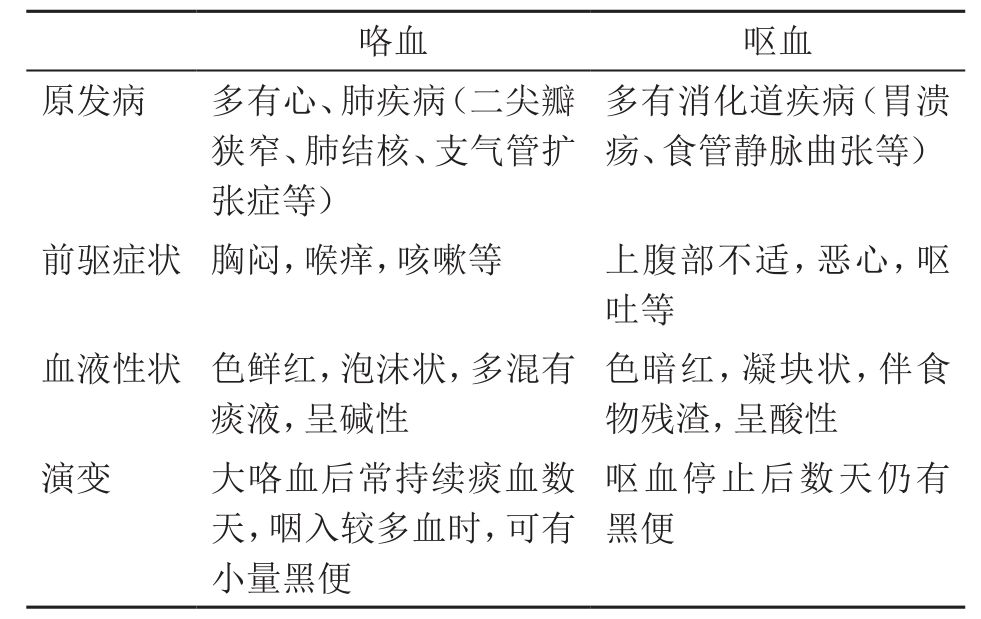 咯血 呕血
原发病 多有心、肺疾病(二尖瓣 多有消化道疾病(胃溃
狭窄、肺结核、支气管扩 疡、食管静脉曲张等)
张症等)
前驱症状 胸闷,喉痒,咳嗽等 上腹部不适,恶心,呕
吐等
血液性状 色鲜红,泡沫状,多混有 色暗红,凝块状,伴食
痰液,呈碱性 物残渣,呈酸性
演变 大咯血后常持续痰血数 呕血停止后数天仍有
天,咽入较多血时,可有 黑便
小量黑便